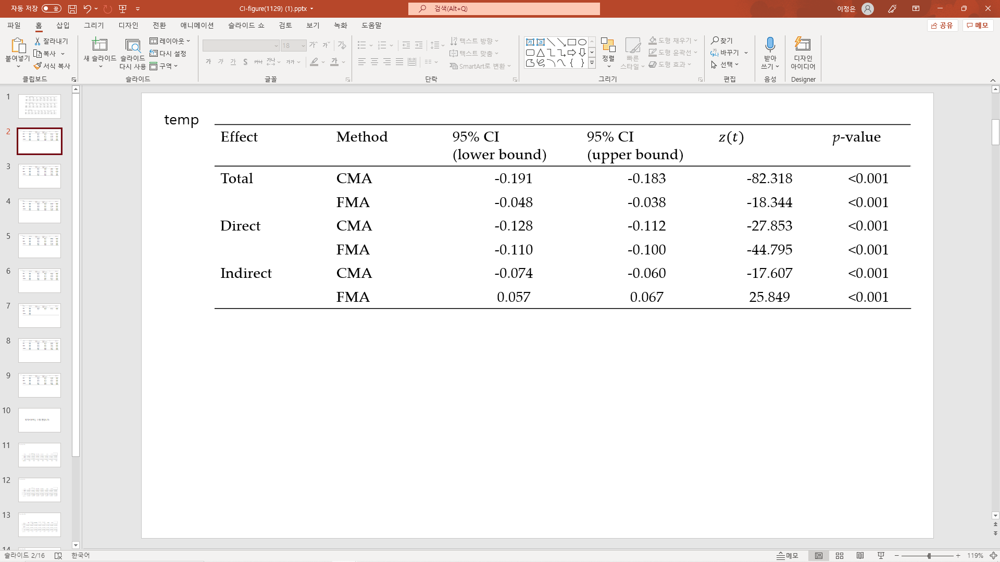 자동 저장 끔 CI-figure(1129) (1).pptx 검색(Alt+Q) 이정은
파일 홈 삽입 그리기 디자인 전환 애니메이션 슬라이드 쇼 검토 보기 녹화 도움말 공유 메모
붙여넣기 잘라내기 복사 서식 복사
클립보드
새 슬라이드 슬라이드 다시 사용 레이아웃 다시 설정 구역
슬라이드
18 가 가 가 가 S 가나 가나 가가 가
글꼴
텍스트 방향 텍스트 맞춤 SmartArt로 변환
단락
정렬 빠른 스타일 도형 채우기 도형 윤곽선 도형 효과
그리기
찾기 바꾸기 선택
편집
받아쓰기
음성
디자인 아이디어
Designer
1
2
3
4
5
6
7
8
9
10
11
12
13
14
temp
Effect Method 95% CI (lower bound) 95% CI (upper bound) z(t) p-value
Total CMA -0.191 -0.183 -82.318 <0.001
FMA -0.048 -0.038 -18.344 <0.001
Direct CMA -0.128 -0.112 -27.853 <0.001
FMA -0.110 -0.100 -44.795 <0.001
Indirect CMA -0.074 -0.060 -17.607 <0.001
FMA 0.057 0.067 25.849 <0.001
슬라이드 2/16 한국어 메모 119%